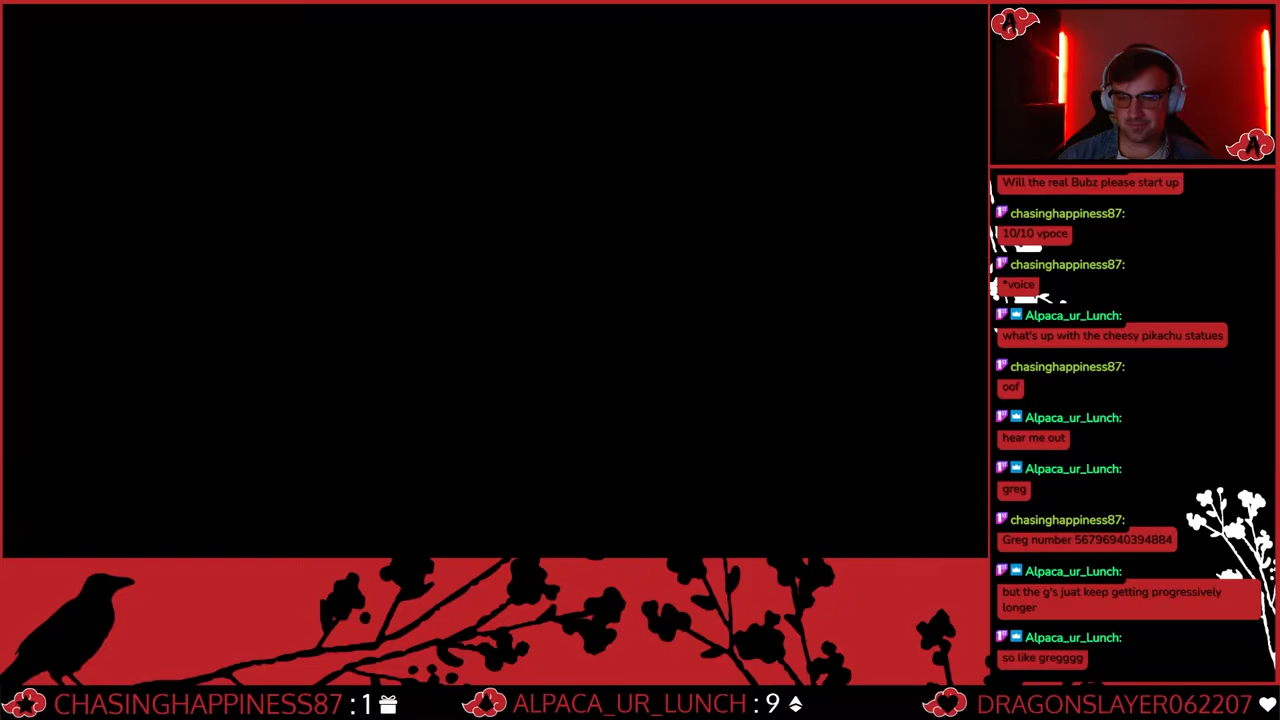 Will the real Bubz please start up
chasinghappiness87:
10/10 vpoce
chasinghappiness87:
*voice
Alpaca_ur_Lunch:
what's up with the cheesy pikachu statues
chasinghappiness87:
oof
Alpaca_ur_Lunch:
hear me out
Alpaca_ur_Lunch:
greg
chasinghappiness87:
Greg number 56796940394884
Alpaca_ur_Lunch:
but the g's juat keep getting progressively
longer
Alpaca_ur_Lunch:
so like gregggg
CHASINGHAPPINESS87 : 1
ALPACA_UR_LUNCH : 9
DRAGONSLAYER062207
A
A